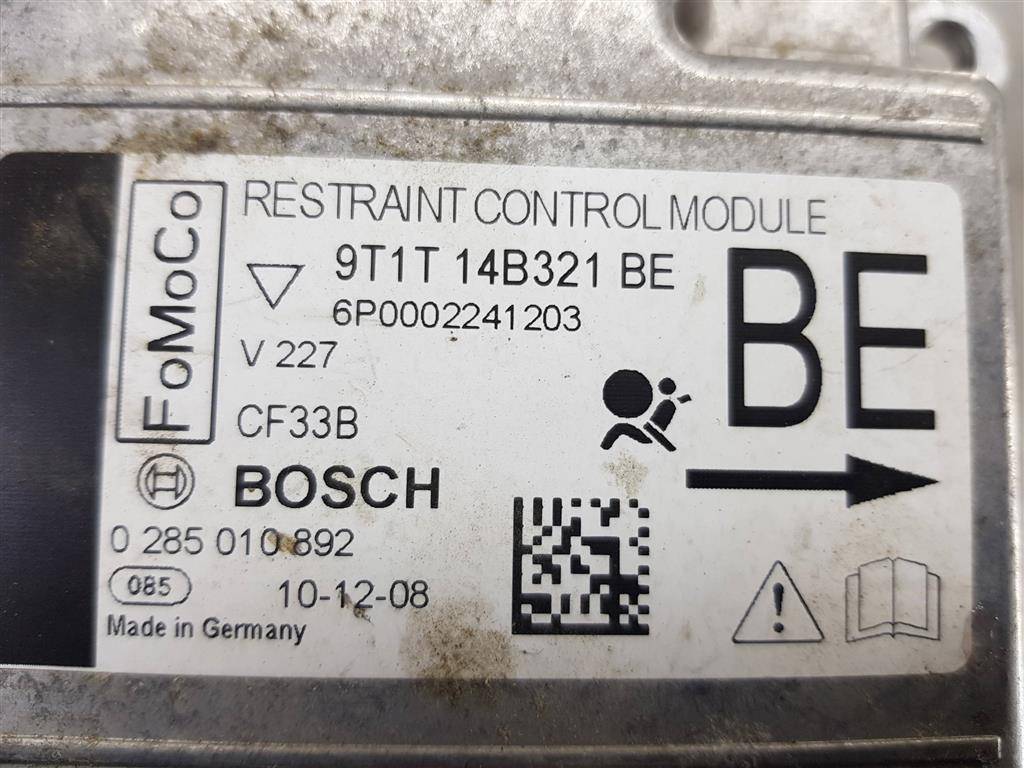 FoMoCo
RESTRAINT CONTROL MODULE
9T1T 14B321 BE
6P0002241203
BE
V 227
CF33B
BOSCH
0 285 010 892
085
10-12-08
Made in Germany